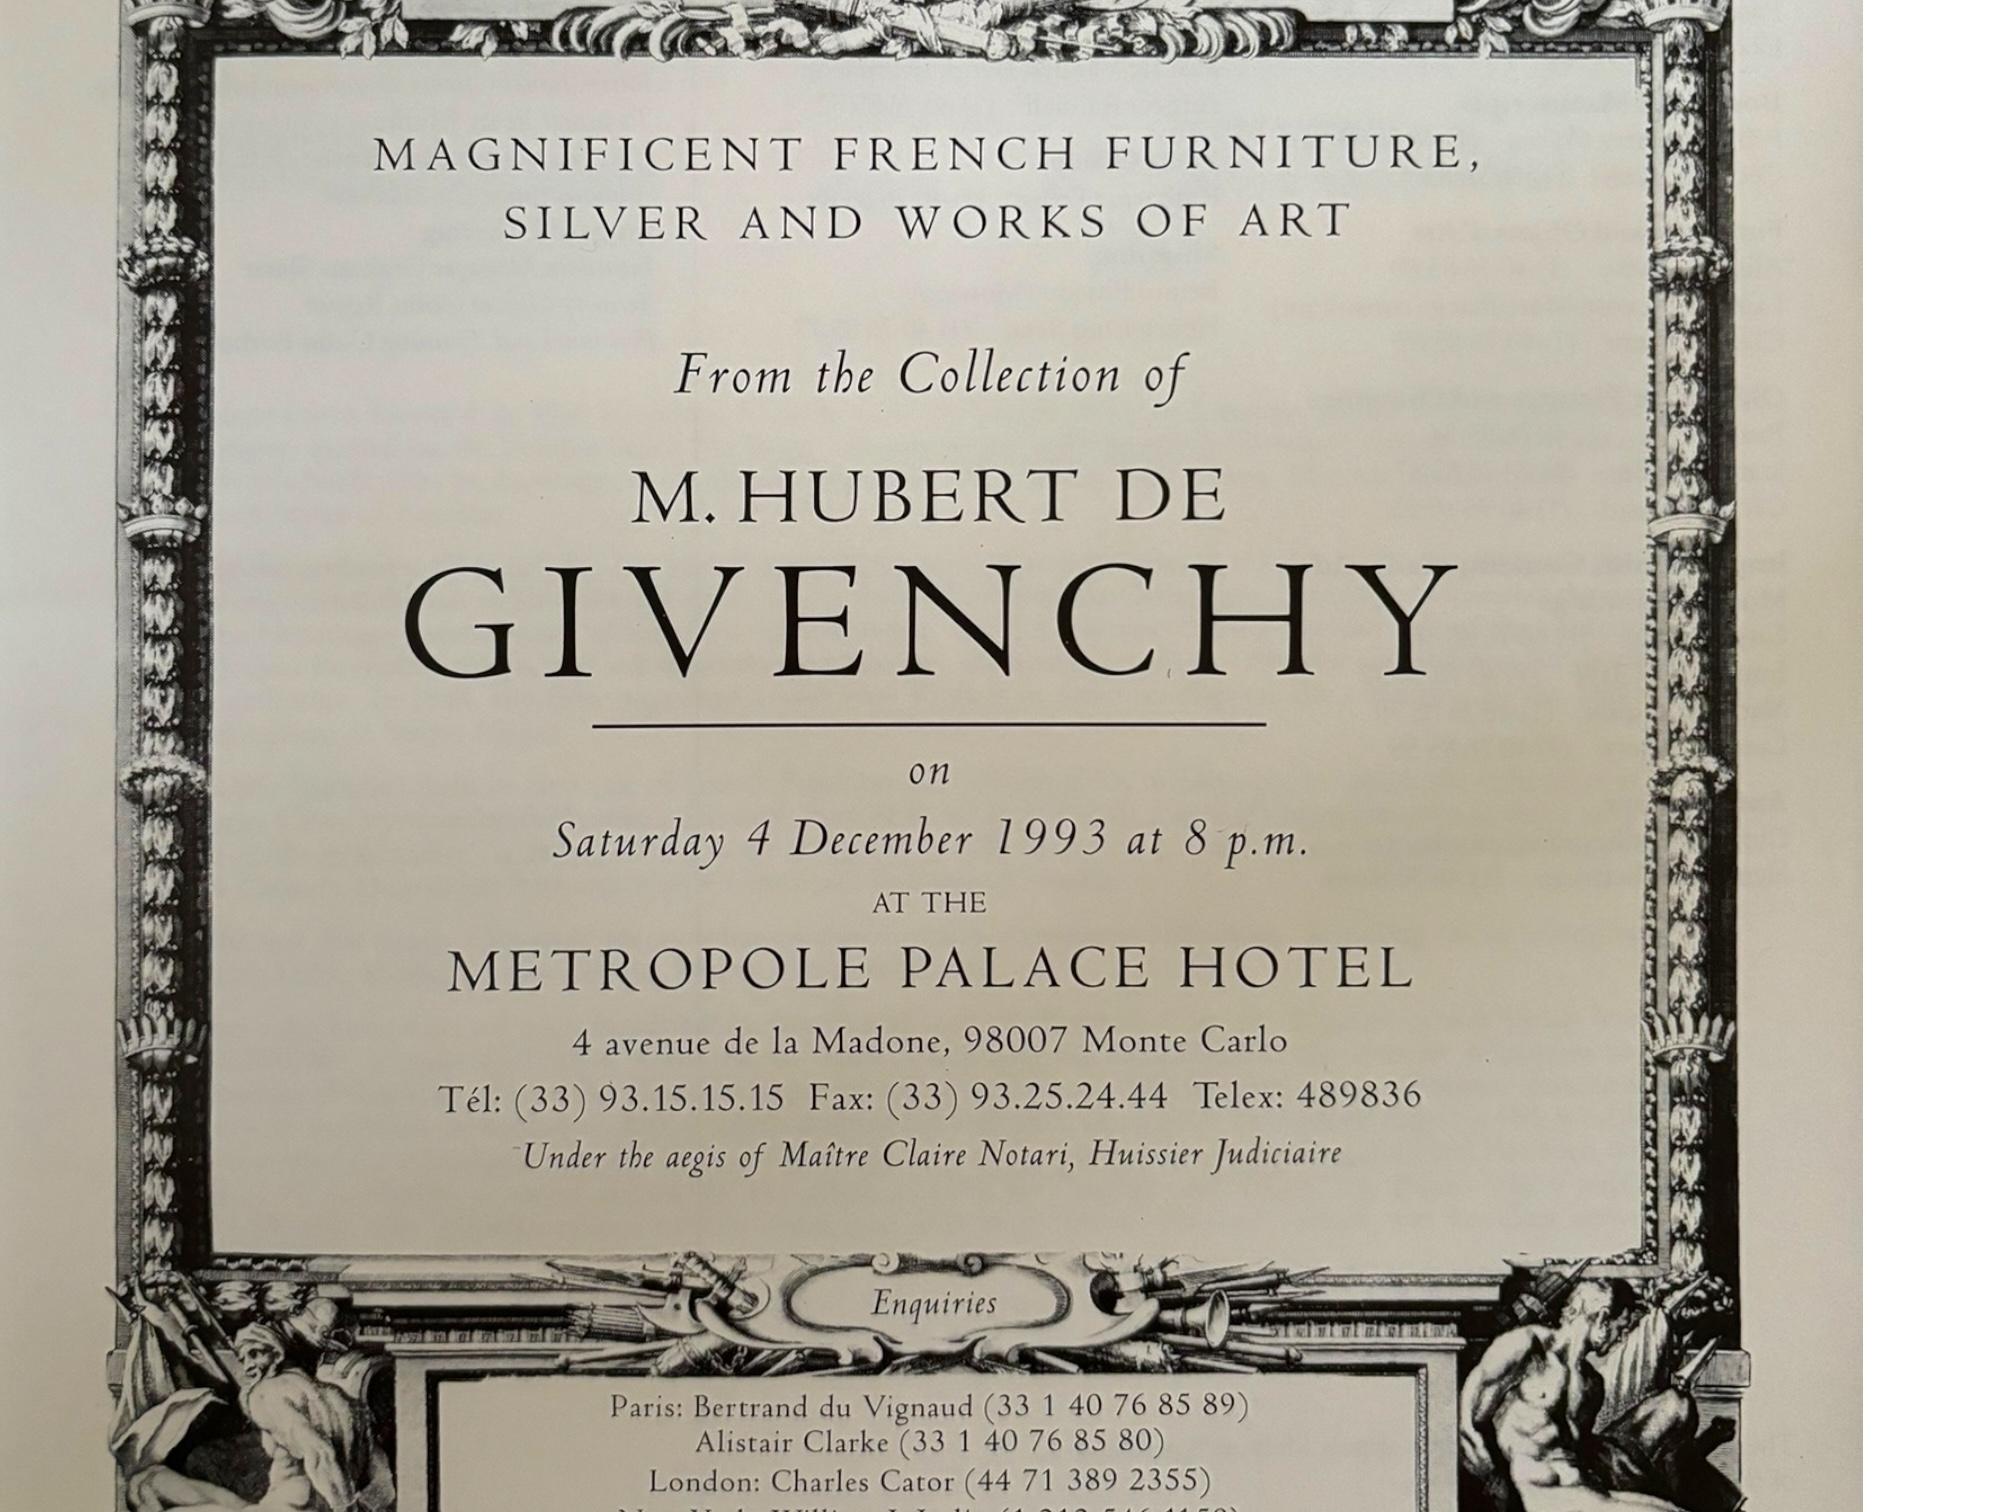 MAGNIFICENT FRENCH FURNITURE,
SILVER AND WORKS OF ART
From the Collection of
M. HUBERT DE
GIVENCHY
on
Saturday 4 December 1993 at 8 p.m.
AT THE
METROPOLE PALACE HOTEL
4 avenue de la Madone, 98007 Monte Carlo
Tél: (33) 93.15.15.15 Fax: (33) 93.25.24.44 Telex: 489836
Under the aegis of Maître Claire Notari, Huissier Judiciaire
Enquiries
Paris: Bertrand du Vignaud (33 1 40 76 85 89)
Alistair Clarke (33 1 40 76 85 80)
London: Charles Cator (44 71 389 2355)